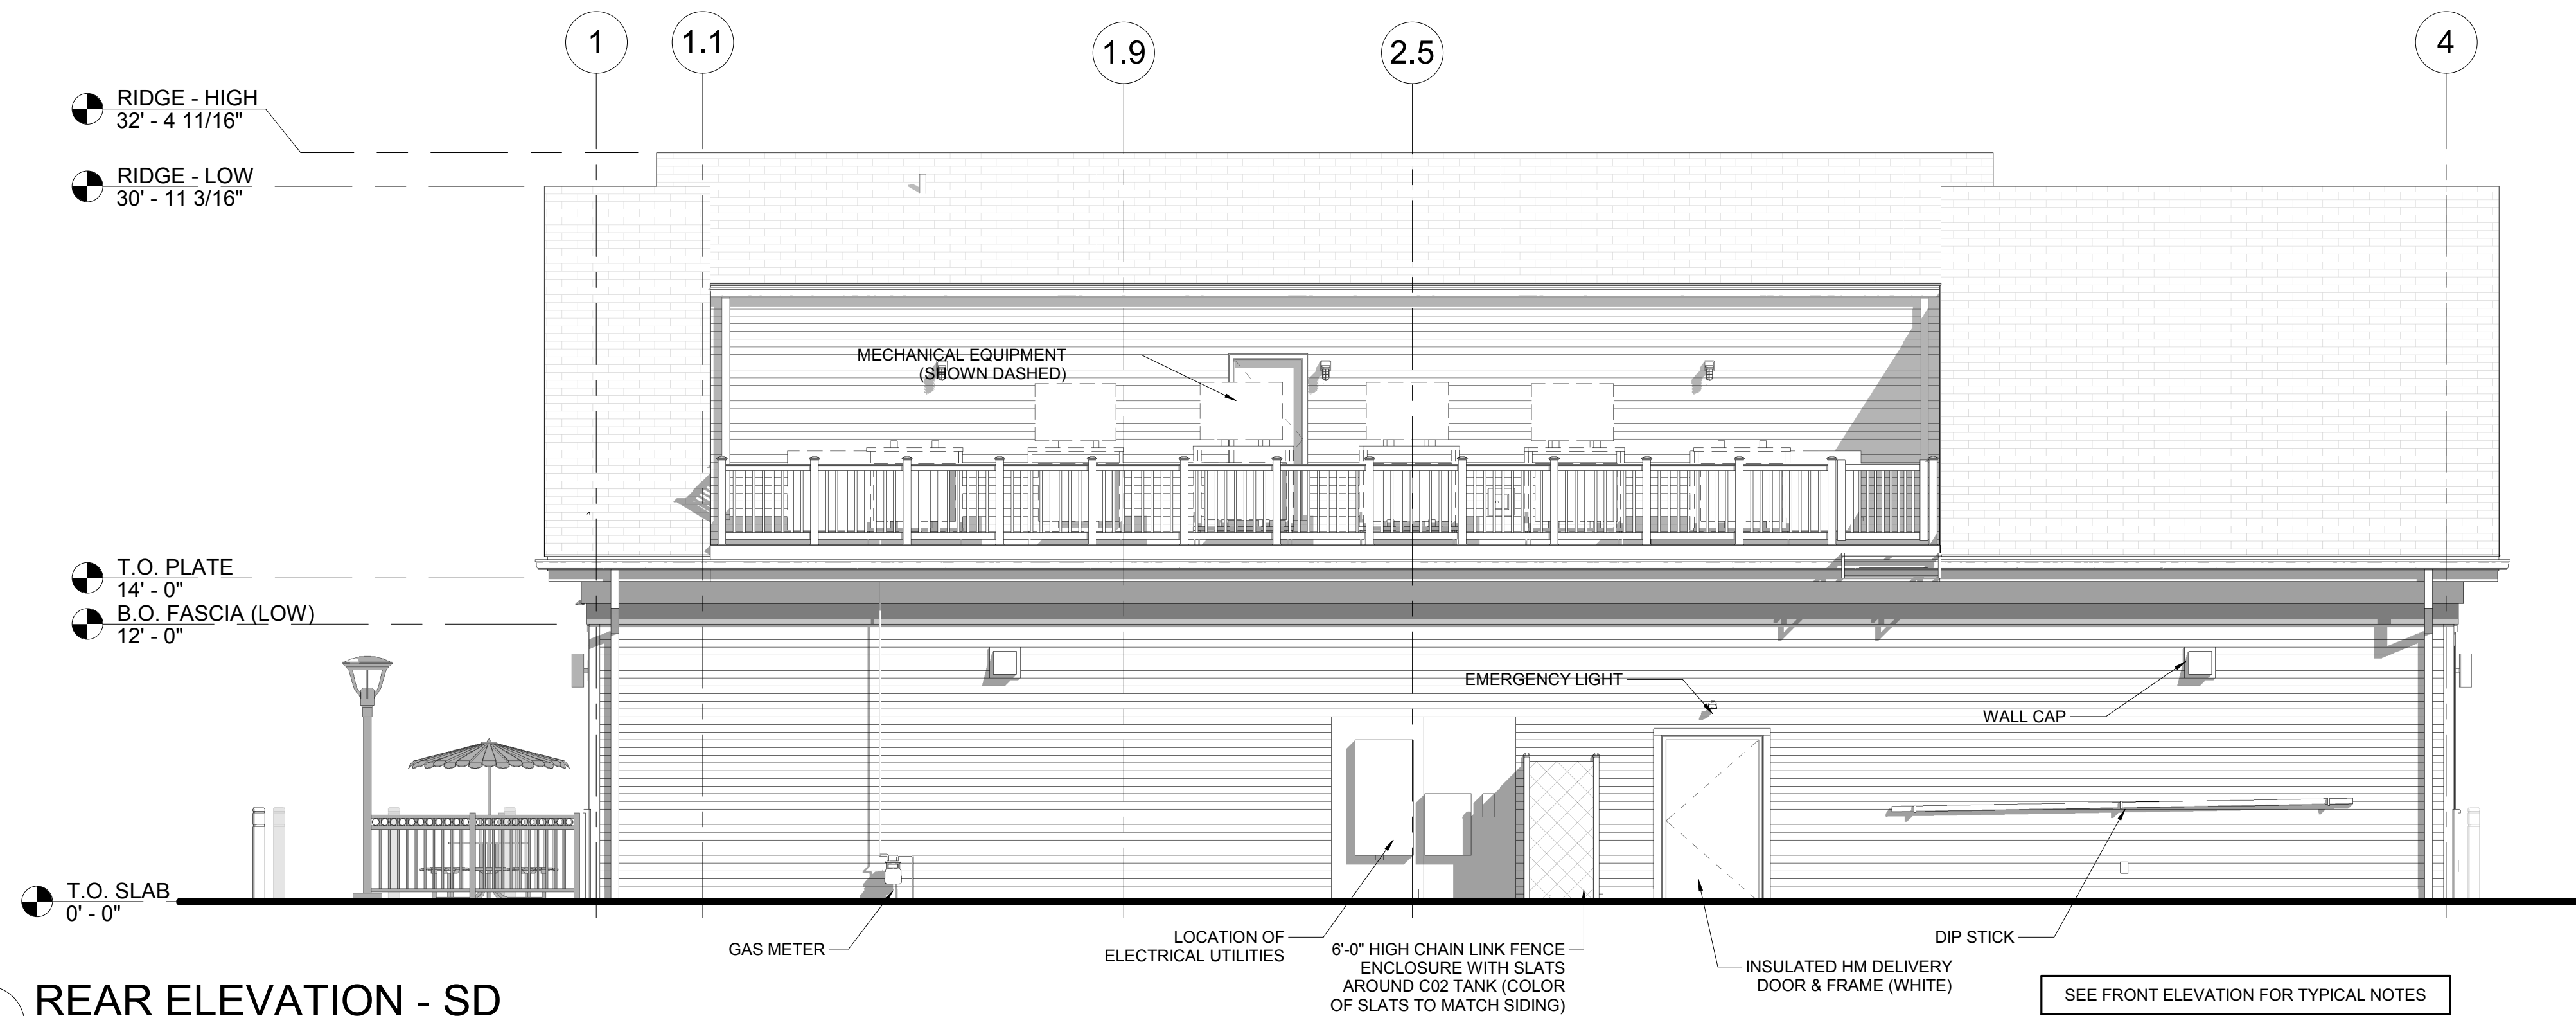 1
1.1
1.9
2.5
4
RIDGE - HIGH
32' - 4 11/16"
RIDGE - LOW
30' - 11 3/16"
MECHANICAL EQUIPMENT
(SHOWN DASHED)
T.O. PLATE
14' - 0"
B.O. FASCIA (LOW)
12' - 0"
EMERGENCY LIGHT
WALL CAP
T.O. SLAB
0' - 0"
GAS METER
LOCATION OF
ELECTRICAL UTILITIES
6'-0" HIGH CHAIN LINK FENCE
ENCLOSURE WITH SLATS
AROUND C02 TANK (COLOR
OF SLATS TO MATCH SIDING)
INSULATED HM DELIVERY
DOOR & FRAME (WHITE)
DIP STICK
SEE FRONT ELEVATION FOR TYPICAL NOTES
REAR ELEVATION - SD